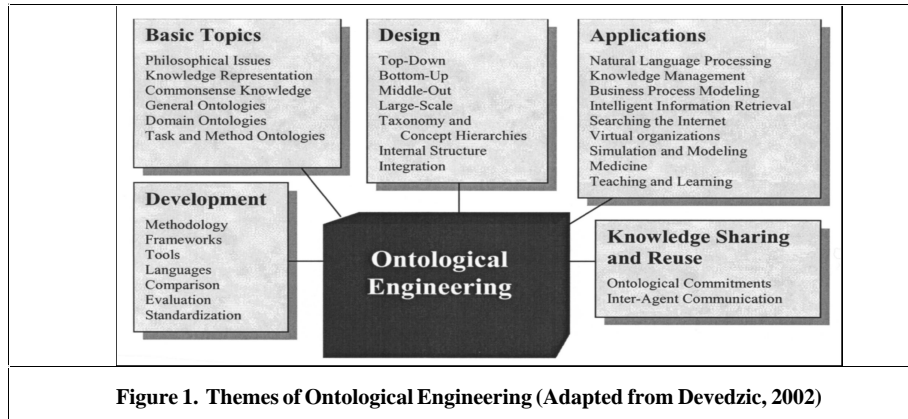 Basic Topics
Philosophical Issues
Knowledge Representation
Commonsense Knowledge
General Ontologies
Domain Ontologies
Task and Method Ontologies
Design
Top-Down
Bottom-Up
Middle-Out
Large-Scale
Taxonomy and
Concept Hierarchies
Internal Structure
Integration
Applications
Natural Language Processing
Knowledge Management
Business Process Modeling
Intelligent Information Retrieval
Searching the Internet
Virtual organizations
Simulation and Modeling
Medicine
Teaching and Learning
Development
Methodology
Frameworks
Tools
Languages
Comparison
Evaluation
Standardization
Ontological
Engineering
Knowledge Sharing
and Reuse
Ontological Commitments
Inter-Agent Communication
Figure 1. Themes of Ontological Engineering (Adapted from Devedzic, 2002)